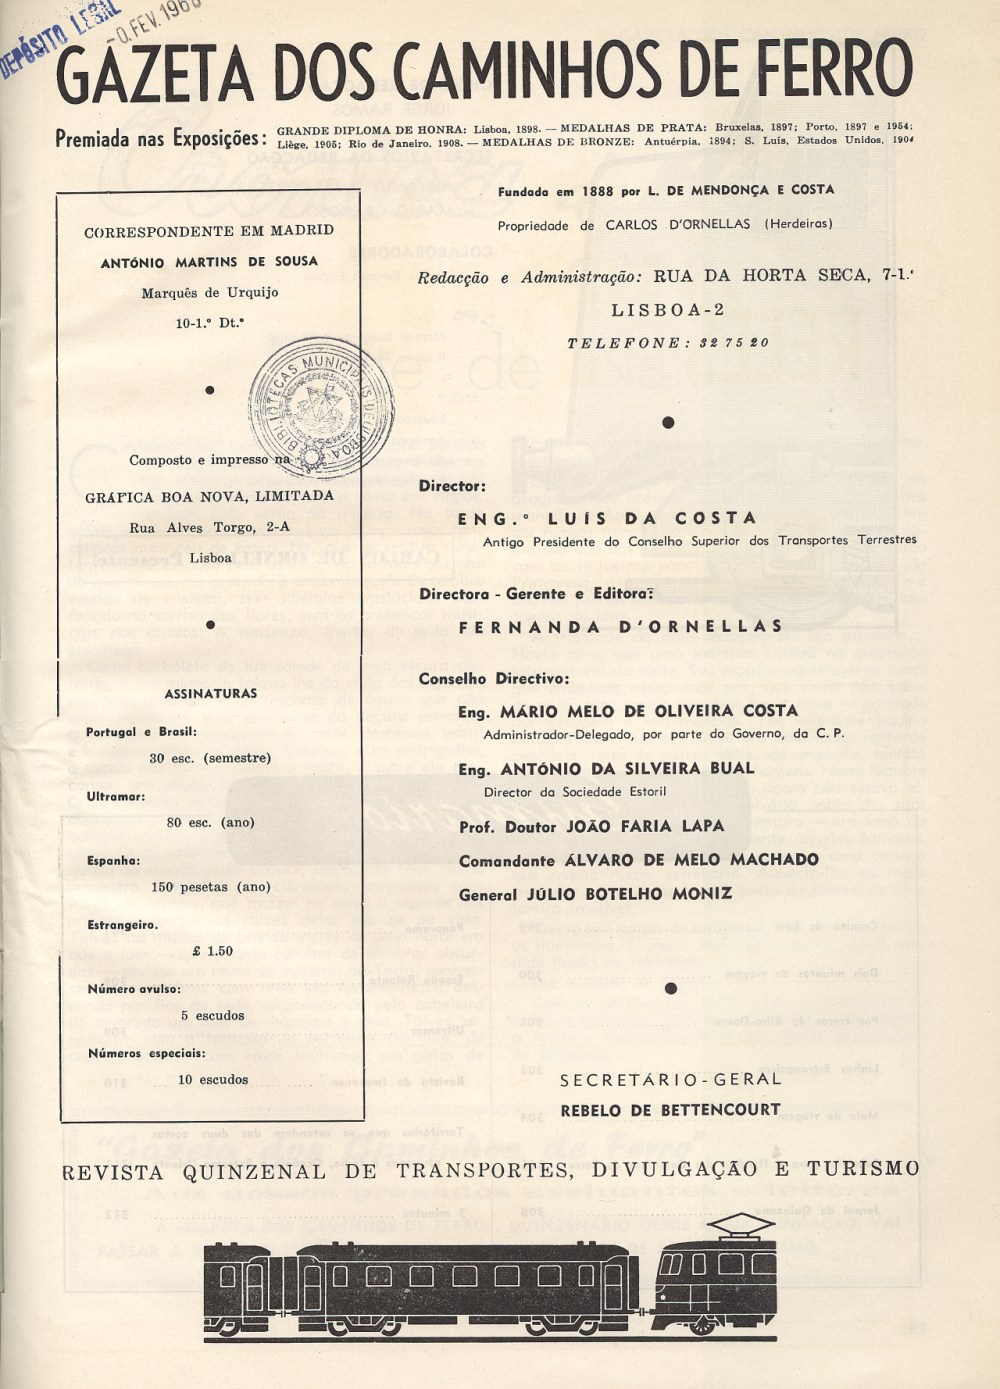 DEPÓSITO LEGAL
FEV.
GAZETA DOS CAMINHOS DE FERRO
Premiada nas Exposições: GRANDE DIPLOMA DE HONRA: Lisboa, 1898. — MEDALHAS DE PRATA: Bruxelas, 1897; Porto, 1897 e 1954;
Liège, 1905; Rio de Janeiro, 1908. — MEDALHAS DE BRONZE: Antuérpia, 1894; S. Luís, Estados Unidos, 1904
CORRESPONDENTE EM MADRID
ANTÓNIO MARTINS DE SOUSA
Marquês de Urquijo
10-1.º Dt.º
BIBLIOTECAS MUNICIPAIS DE LISBOA
Composto e impresso na
GRÁFICA BOA NOVA, LIMITADA
Rua Alves Torgo, 2-A
Lisboa
ASSINATURAS
Portugal e Brasil:
30 esc. (semestre)
Ultramar:
80 esc. (ano)
Espanha:
150 pesetas (ano)
Estrangeiro.
£ 1.50
Número avulso:
5 escudos
Números especiais:
10 escudos
Fundada em 1888 por L. DE MENDONÇA E COSTA
Propriedade de CARLOS D'ORNELLAS (Herdeiras)
Redacção e Administração: RUA DA HORTA SECA, 7-1.º
LISBOA-2
TELEFONE: 32 75 20
Director:
ENG.º LUÍS DA COSTA
Antigo Presidente do Conselho Superior dos Transportes Terrestres
Directora - Gerente e Editora:
FERNANDA D'ORNELLAS
Conselho Directivo:
Eng. MÁRIO MELO DE OLIVEIRA COSTA
Administrador-Delegado, por parte do Governo, da C. P.
Eng. ANTÓNIO DA SILVEIRA BUAL
Director da Sociedade Estoril
Prof. Doutor JOÃO FARIA LAPA
Comandante ÁLVARO DE MELO MACHADO
General JÚLIO BOTELHO MONIZ
SECRETÁRIO-GERAL
REBELO DE BETTENCOURT
REVISTA QUINZENAL DE TRANSPORTES, DIVULGAÇÃO E TURISMO